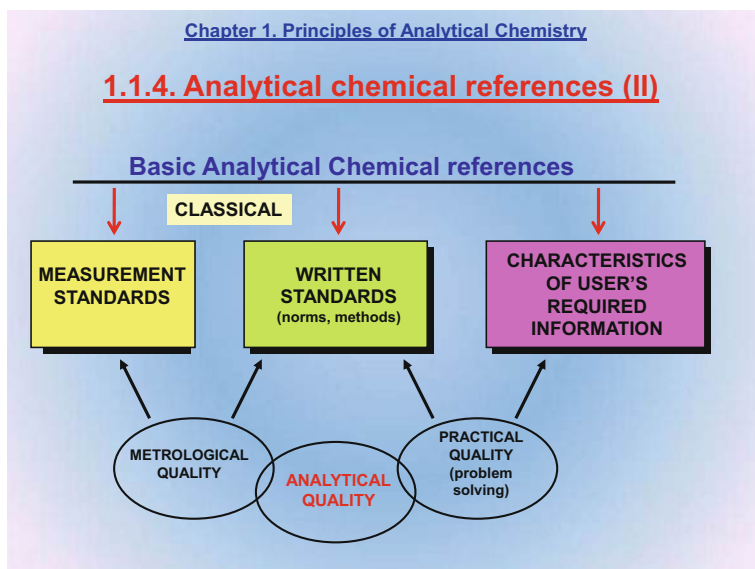 Chapter 1. Principles of Analytical Chemistry
1.1.4. Analytical chemical references (II)
Basic Analytical Chemical references
CLASSICAL
MEASUREMENT
STANDARDS
WRITTEN
STANDARDS
(norms, methods)
CHARACTERISTICS
OF USER'S
REQUIRED
INFORMATION
METROLOGICAL
QUALITY
ANALYTICAL
QUALITY
PRACTICAL
QUALITY
(problem
solving)